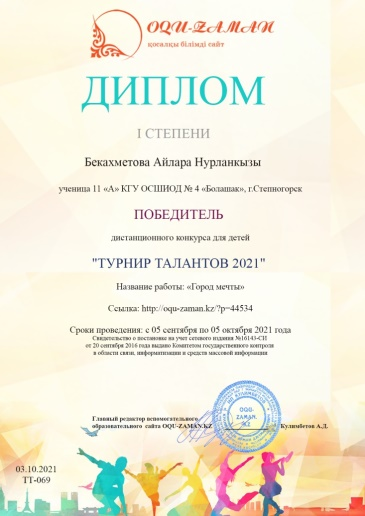 OQU-ZAMAN
қосалқы білімді сайт
ДИПЛОМ
I СТЕПЕНИ
Бекахметова Айлара Нурланкызы
ученица 11 «А» КГУ ОСШИОД № 4 «Болашак», г.Степногорск
ПОБЕДИТЕЛЬ
дистанционного конкурса для детей
"ТУРНИР ТАЛАНТОВ 2021"
Название работы: «Город мечты»
Ссылка: http://oqu-zaman.kz/?p=44534
Сроки проведения: с 05 сентября по 05 октября 2021 года
Свидетельство о постановке на учет сетевого издания №16143-СИ
от 20 сентября 2016 года выдано Комитетом государственного контроля
в области связи, информатизации и средств массовой информации
Главный редактор вспомогательного
образовательного сайта OQU-ZAMAN.KZ Кулимбетов А.Д.
OQU-
ZAMAN.
KZ
03.10.2021
ТТ-069